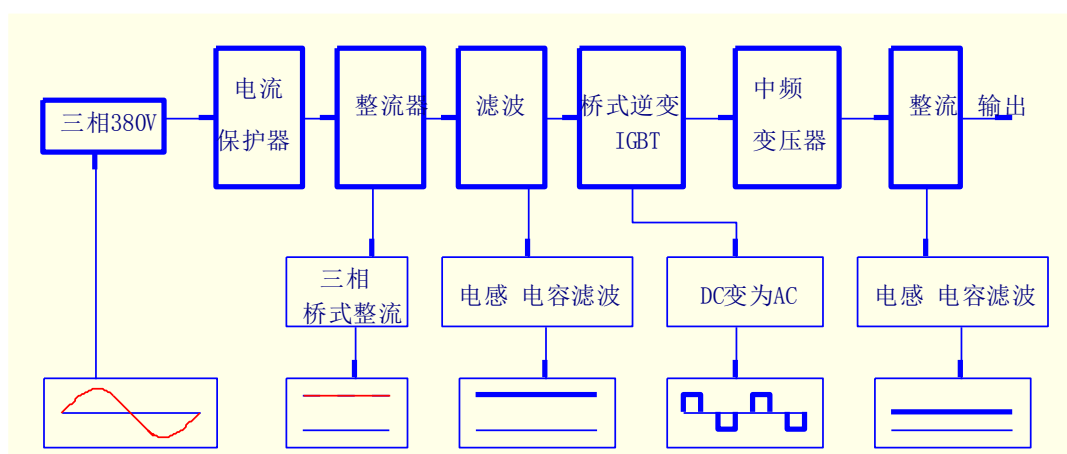 三相380V
电流
保护器
整流器
滤波
桥式逆变
IGBT
中频
变压器
整流
输出
三相
桥式整流
电感 电容滤波
DC变为AC
电感 电容滤波